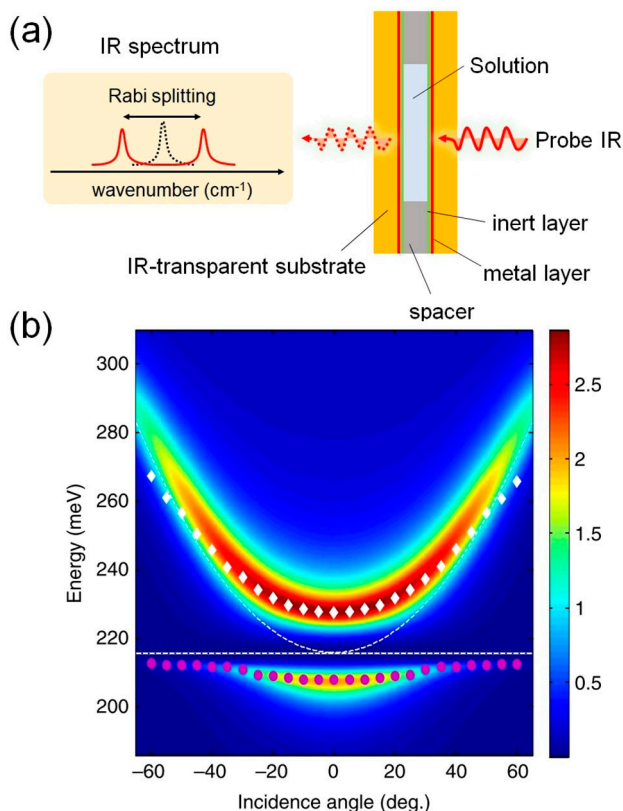 (a)
IR spectrum
Rabi splitting
wavenumber (cm⁻¹)
Solution
Probe IR
inert layer
IR-transparent substrate
metal layer
spacer
(b)
300
280
260
240
220
200
Energy (meV)
−60
−40
−20
0
20
40
60
Incidence angle (deg.)
2.5
2
1.5
1
0.5